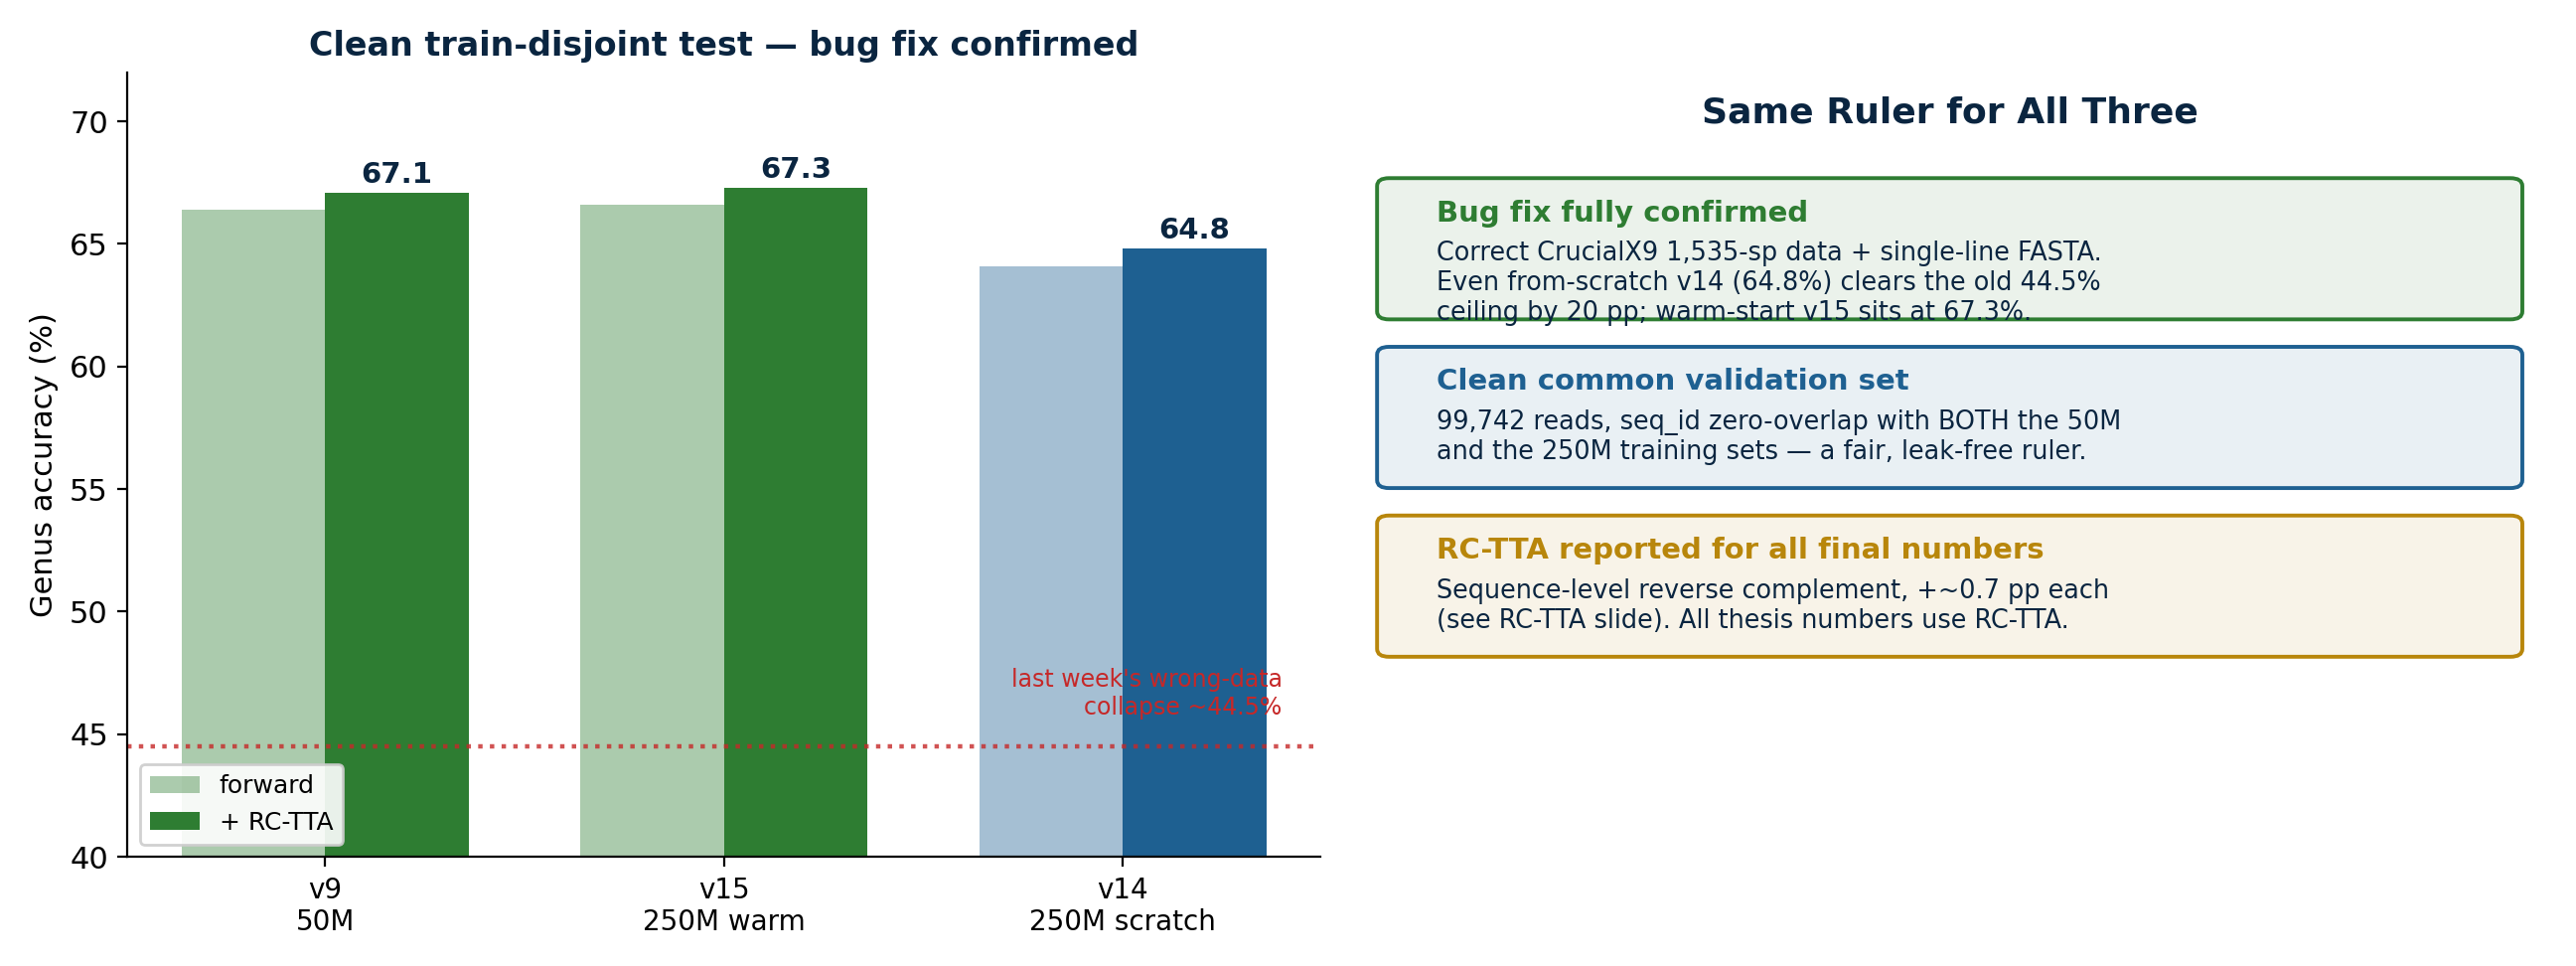 Clean train-disjoint test — bug fix confirmed
Genus accuracy (%)
70
65
60
55
50
45
40
67.1
67.3
64.8
last week's wrong-data
collapse ~44.5%
forward
+ RC-TTA
v9
50M
v15
250M warm
v14
250M scratch
Same Ruler for All Three
Bug fix fully confirmed
Correct CrucialX9 1,535-sp data + single-line FASTA.
Even from-scratch v14 (64.8%) clears the old 44.5%
ceiling by 20 pp; warm-start v15 sits at 67.3%.
Clean common validation set
99,742 reads, seq_id zero-overlap with BOTH the 50M
and the 250M training sets — a fair, leak-free ruler.
RC-TTA reported for all final numbers
Sequence-level reverse complement, +~0.7 pp each
(see RC-TTA slide). All thesis numbers use RC-TTA.